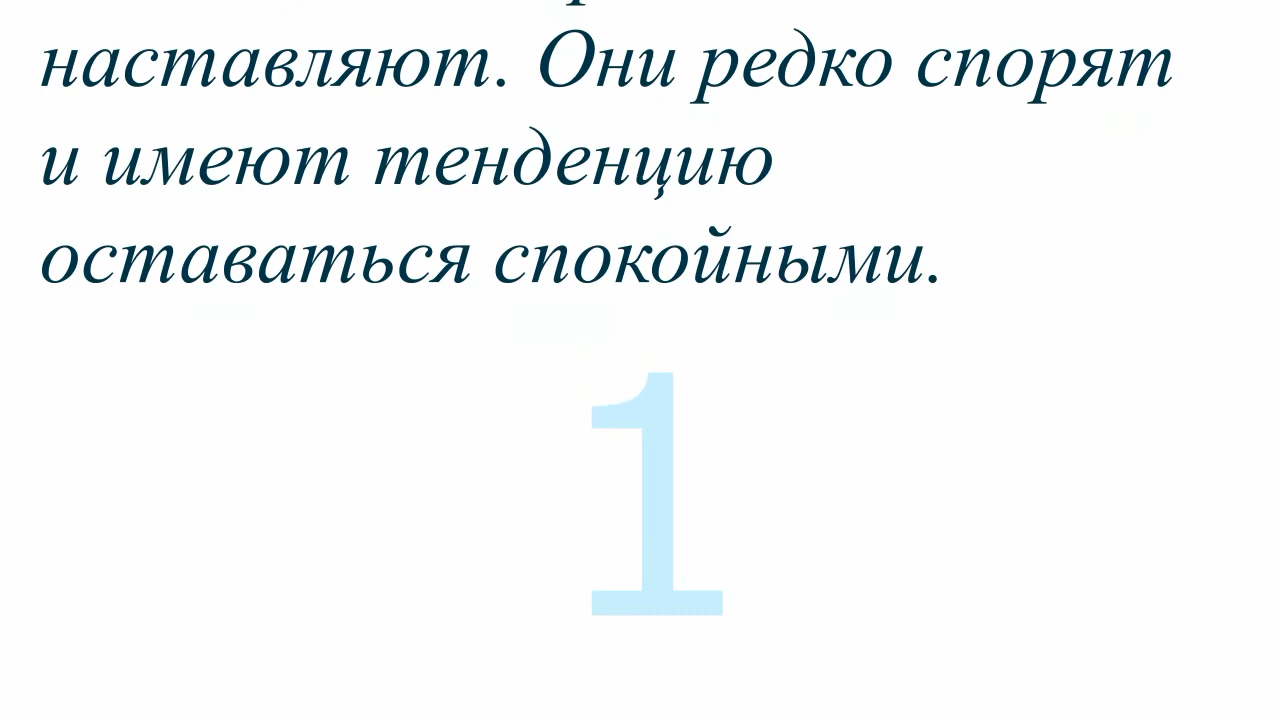 наставляют. Они редко спорят
и имеют тенденцию
оставаться спокойными.
1